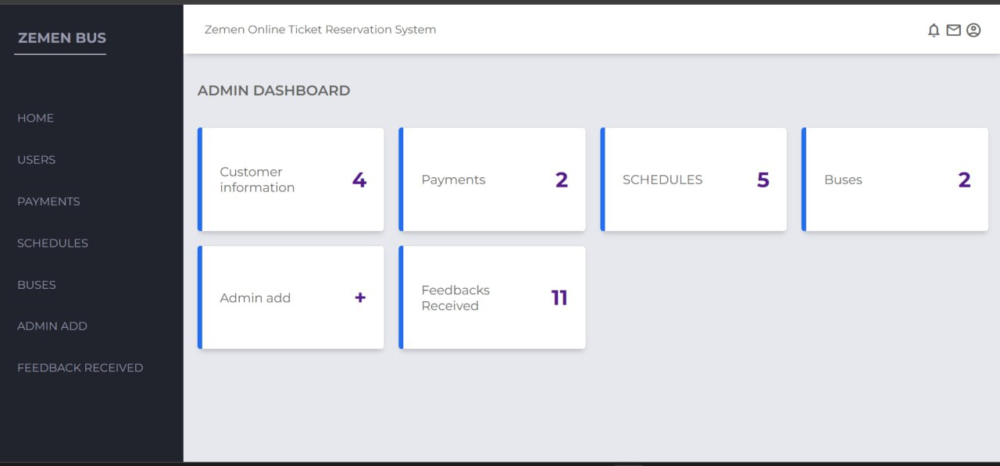 ZEMEN BUS
HOME
USERS
PAYMENTS
SCHEDULES
BUSES
ADMIN ADD
FEEDBACK RECEIVED
Zemen Online Ticket Reservation System
ADMIN DASHBOARD
Customer
information
4
Payments
2
SCHEDULES
5
Buses
2
Admin add
+
Feedbacks
Received
11